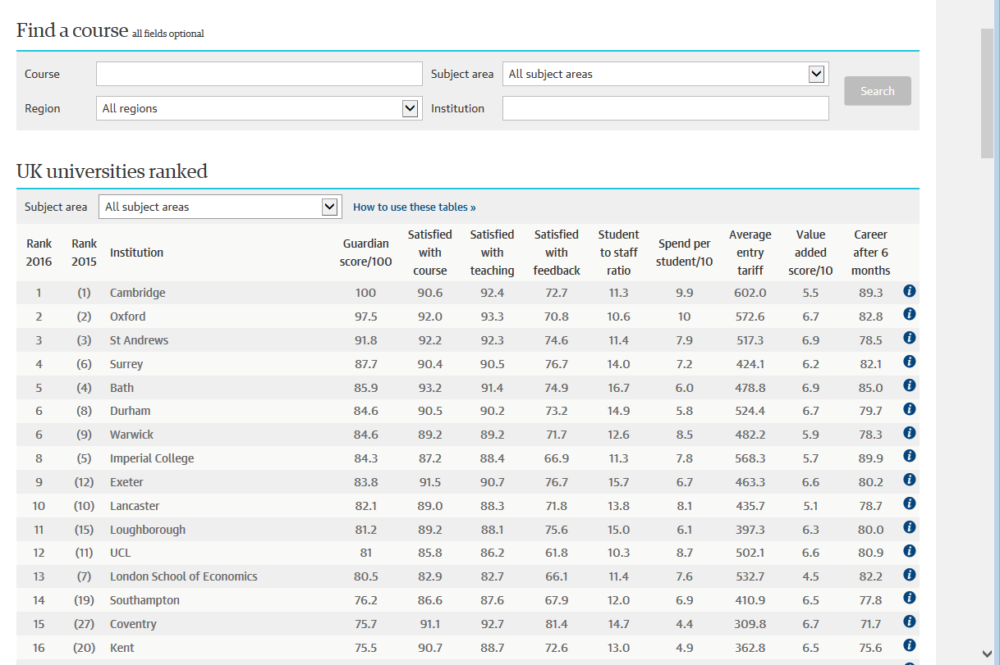 Find a course all fields optional
Course Subject area All subject areas
Search
Region All regions Institution
UK universities ranked
Subject area All subject areas How to use these tables »
Rank 2016 Rank 2015 Institution Guardian score/100 Satisfied with course Satisfied with teaching Satisfied with feedback Student to staff ratio Spend per student/10 Average entry tariff Value added score/10 Career after 6 months
1 (1) Cambridge 100 90.6 92.4 72.7 11.3 9.9 602.0 5.5 89.3 i
2 (2) Oxford 97.5 92.0 93.3 70.8 10.6 10 572.6 6.7 82.8 i
3 (3) St Andrews 91.8 92.2 92.3 74.6 11.4 7.9 517.3 6.9 78.5 i
4 (6) Surrey 87.7 90.4 90.5 76.7 14.0 7.2 424.1 6.2 82.1 i
5 (4) Bath 85.9 93.2 91.4 74.9 16.7 6.0 478.8 6.9 85.0 i
6 (8) Durham 84.6 90.5 90.2 73.2 14.9 5.8 524.4 6.7 79.7 i
6 (9) Warwick 84.6 89.2 89.2 71.7 12.6 8.5 482.2 5.9 78.3 i
8 (5) Imperial College 84.3 87.2 88.4 66.9 11.3 7.8 568.3 5.7 89.9 i
9 (12) Exeter 83.8 91.5 90.7 76.7 15.7 6.7 463.3 6.6 80.2 i
10 (10) Lancaster 82.1 89.0 88.3 71.8 13.8 8.1 435.7 5.1 78.7 i
11 (15) Loughborough 81.2 89.2 88.1 75.6 15.0 6.1 397.3 6.3 80.0 i
12 (11) UCL 81 85.8 86.2 61.8 10.3 8.7 502.1 6.6 80.9 i
13 (7) London School of Economics 80.5 82.9 82.7 66.1 11.4 7.6 532.7 4.5 82.2 i
14 (19) Southampton 76.2 86.6 87.6 67.9 12.0 6.9 410.9 6.5 77.8 i
15 (27) Coventry 75.7 91.1 92.7 81.4 14.7 4.4 309.8 6.7 71.7 i
16 (20) Kent 75.5 90.7 88.7 72.6 13.0 4.9 362.8 6.5 75.6 i